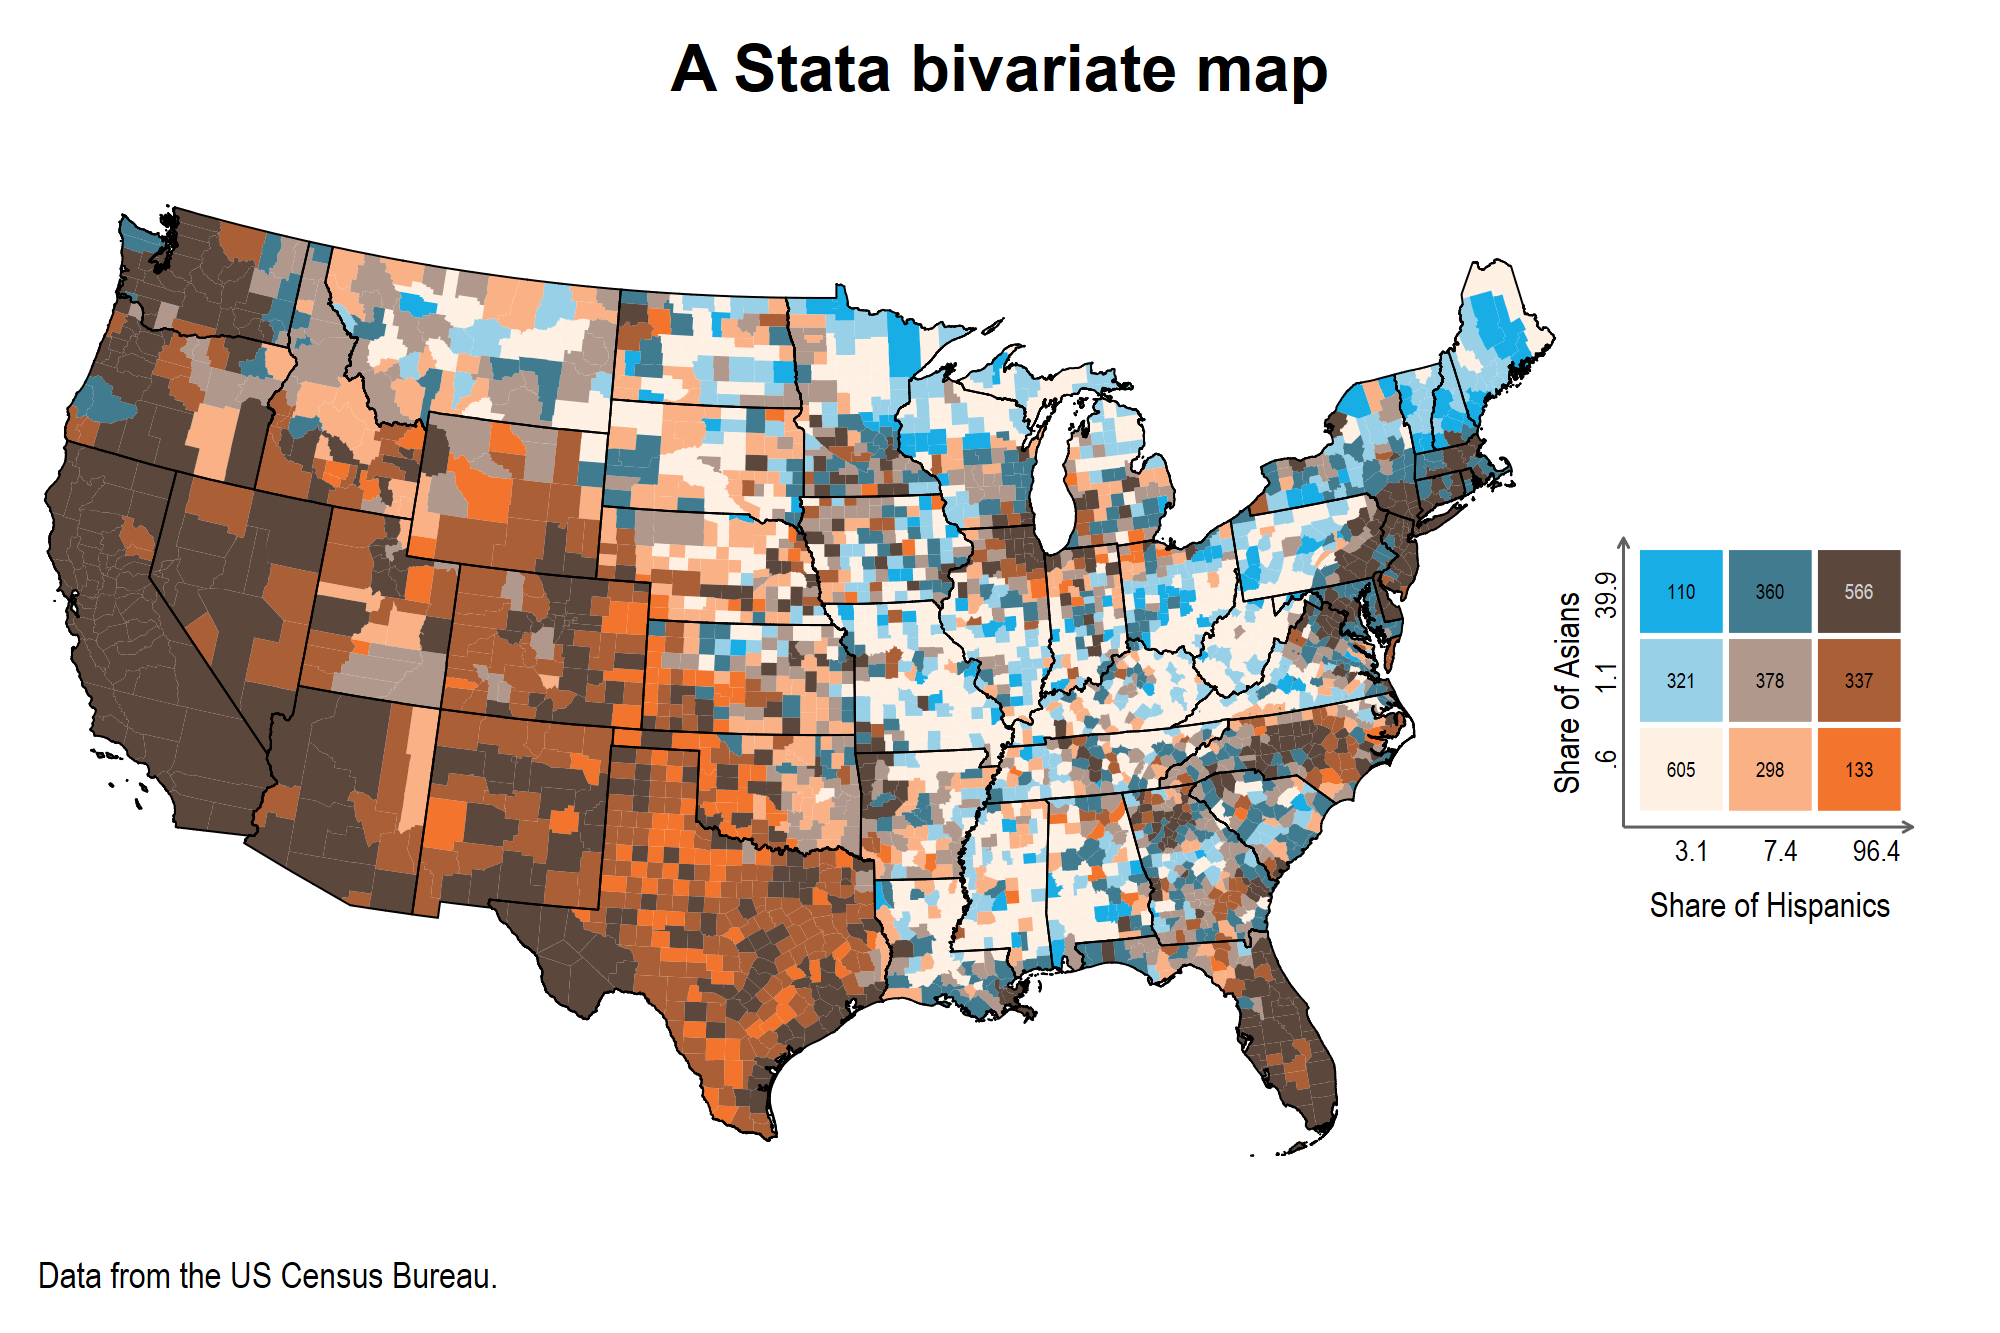 A Stata bivariate map
Share of Asians
39.9
1.1
.6
110 360 566
321 378 337
605 298 133
3.1 7.4 96.4
Share of Hispanics
Data from the US Census Bureau.